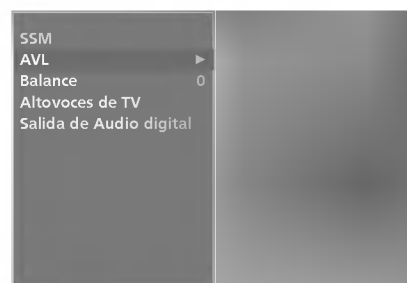 SSM
AVL ▶
Balance 0
Altovoces de TV
Salida de Audio digital